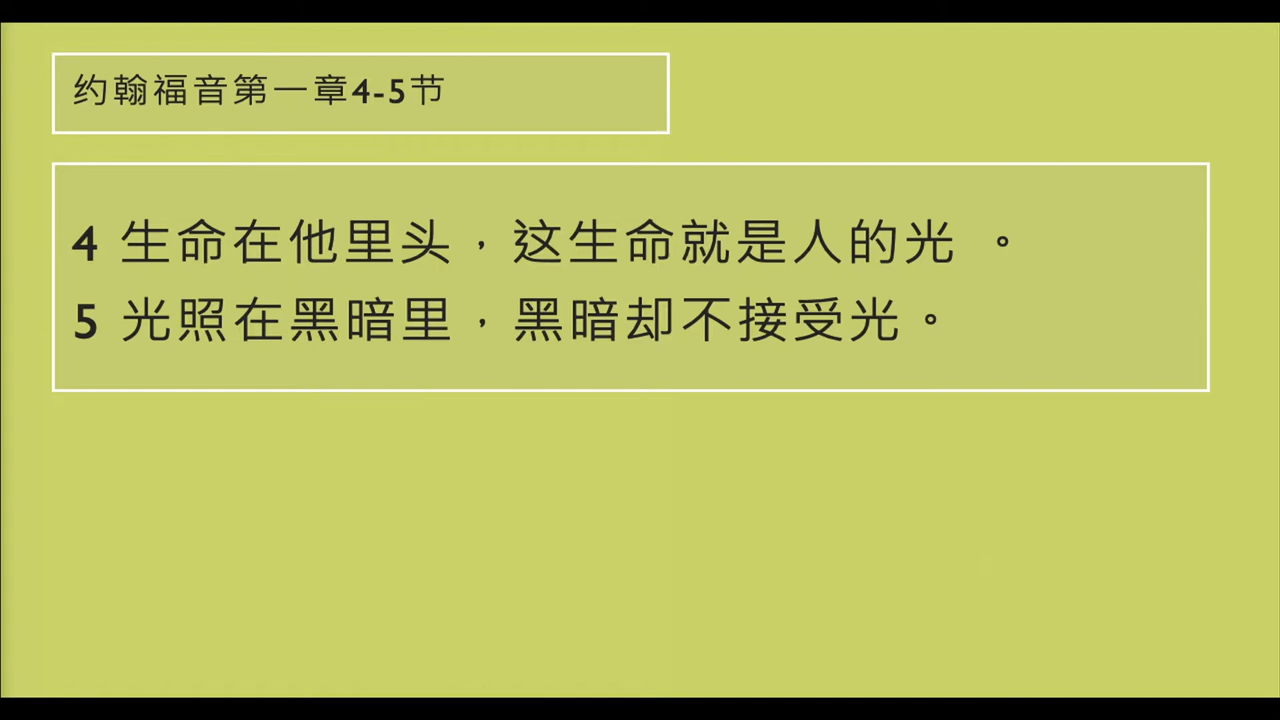 约翰福音第一章4-5节
4 生命在他里头，这生命就是人的光 。
5 光照在黑暗里，黑暗却不接受光。